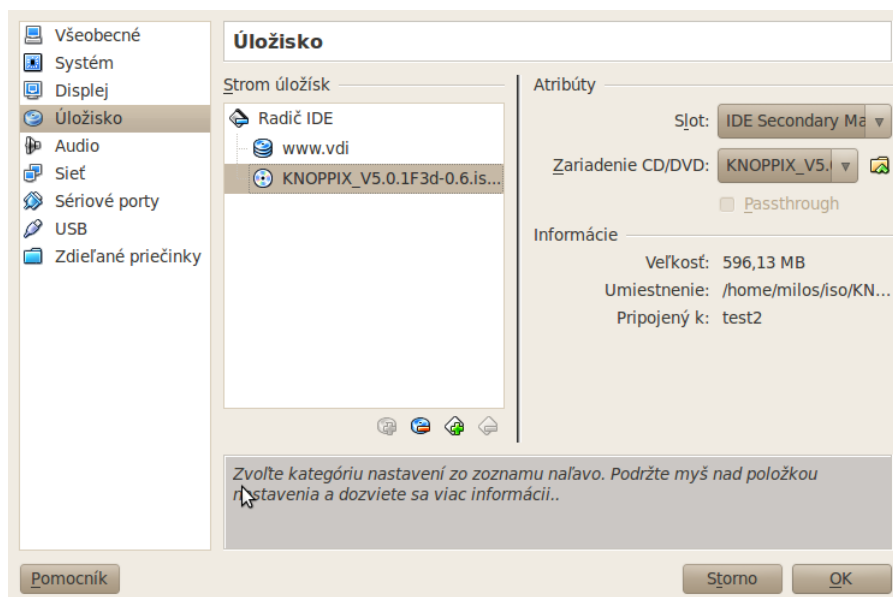 Všeobecné
Systém
Displej
Úložisko
Audio
Sieť
Sériové porty
USB
Zdieľané priečinky
Úložisko
Strom úložísk
Radič IDE
www.vdi
KNOPPIX_V5.0.1F3d-0.6.is...
Atribúty
Slot: IDE Secondary Ma
Zariadenie CD/DVD: KNOPPIX_V5.
Passthrough
Informácie
Veľkosť: 596,13 MB
Umiestnenie: /home/milos/iso/KN...
Pripojený k: test2
Zvoľte kategóriu nastavení zo zoznamu naľavo. Podržte myš nad položkou
nastavenia a dozviete sa viac informácii..
Pomocník
Storno
OK